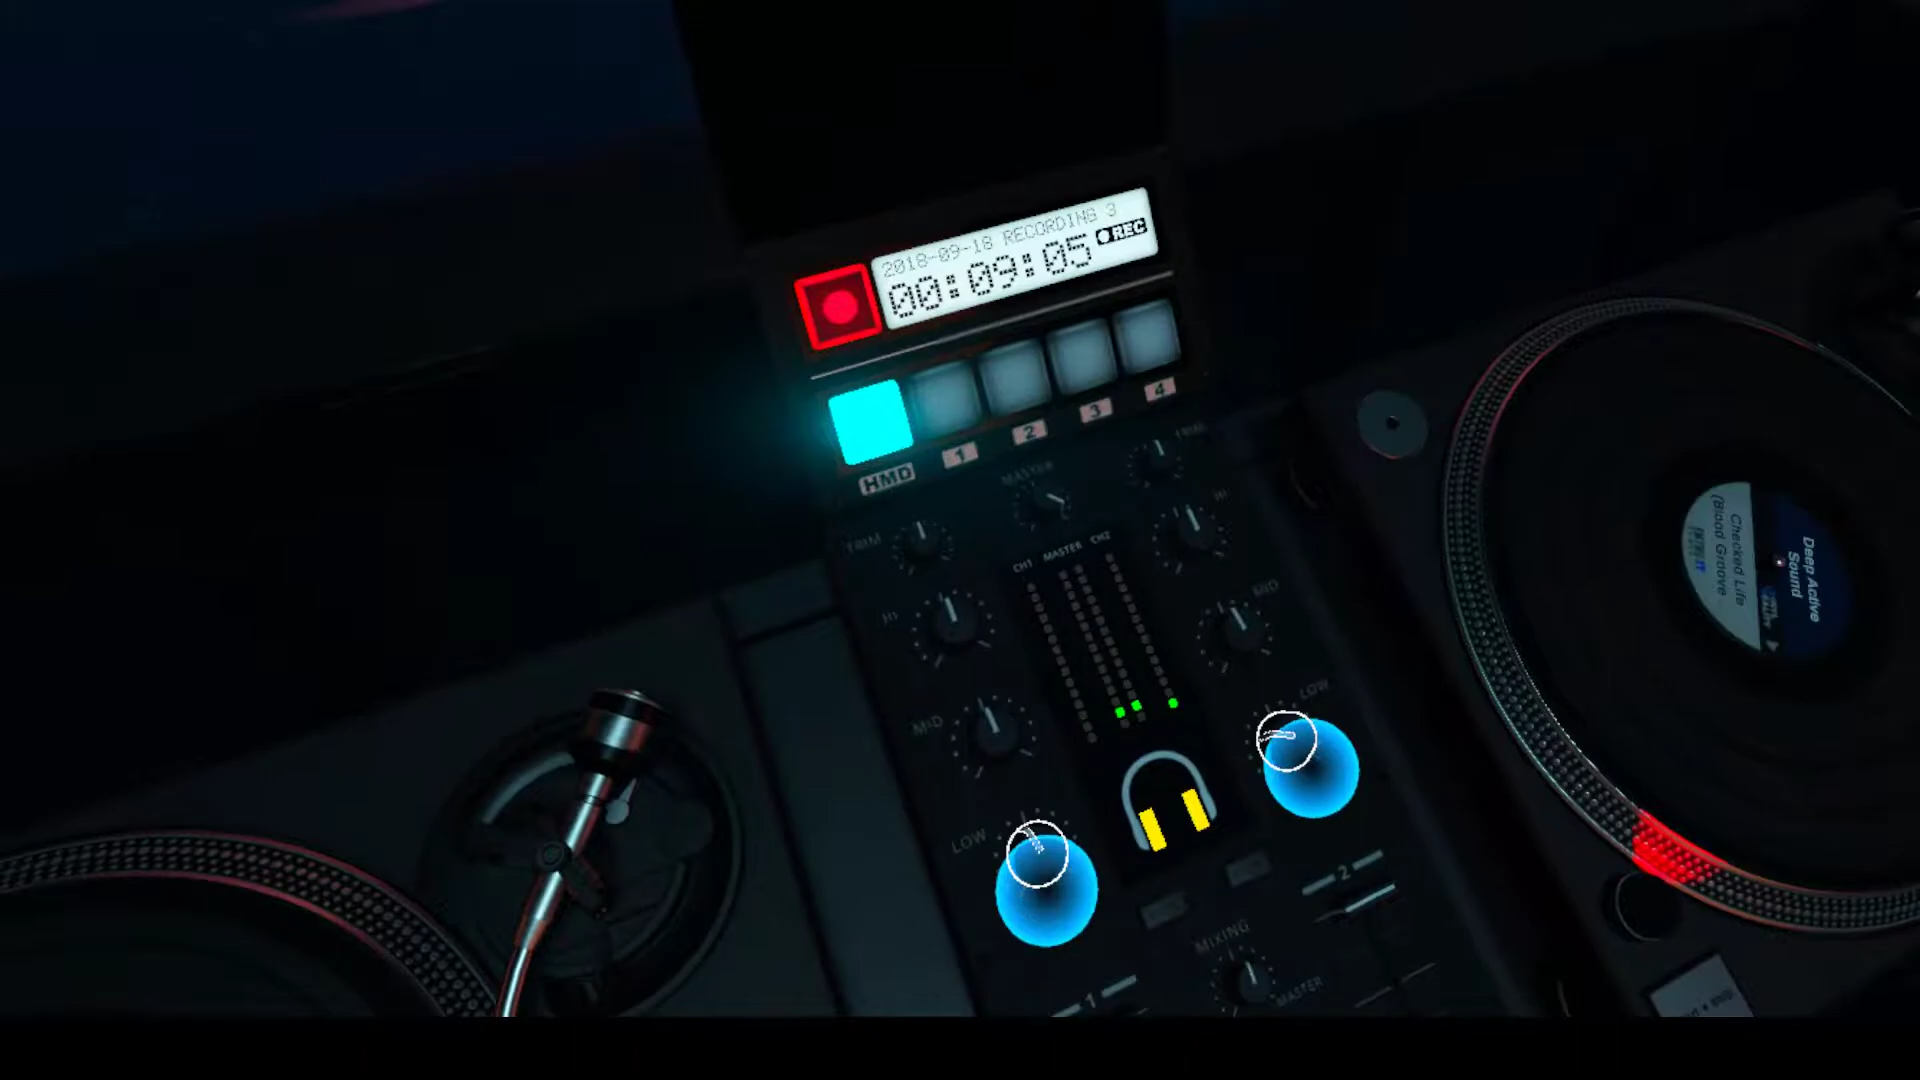 2018-09-18 RECORDING 3
00:09:05 REC
HMD
1
2
3
4
MASTER
TRIM
TRIM
HI
HI
CH1 MASTER CH2
MID
MID
LOW
LOW
2
1
MIXING
MASTER
Deep Active
Sound
Checked Life
(Blood Groove